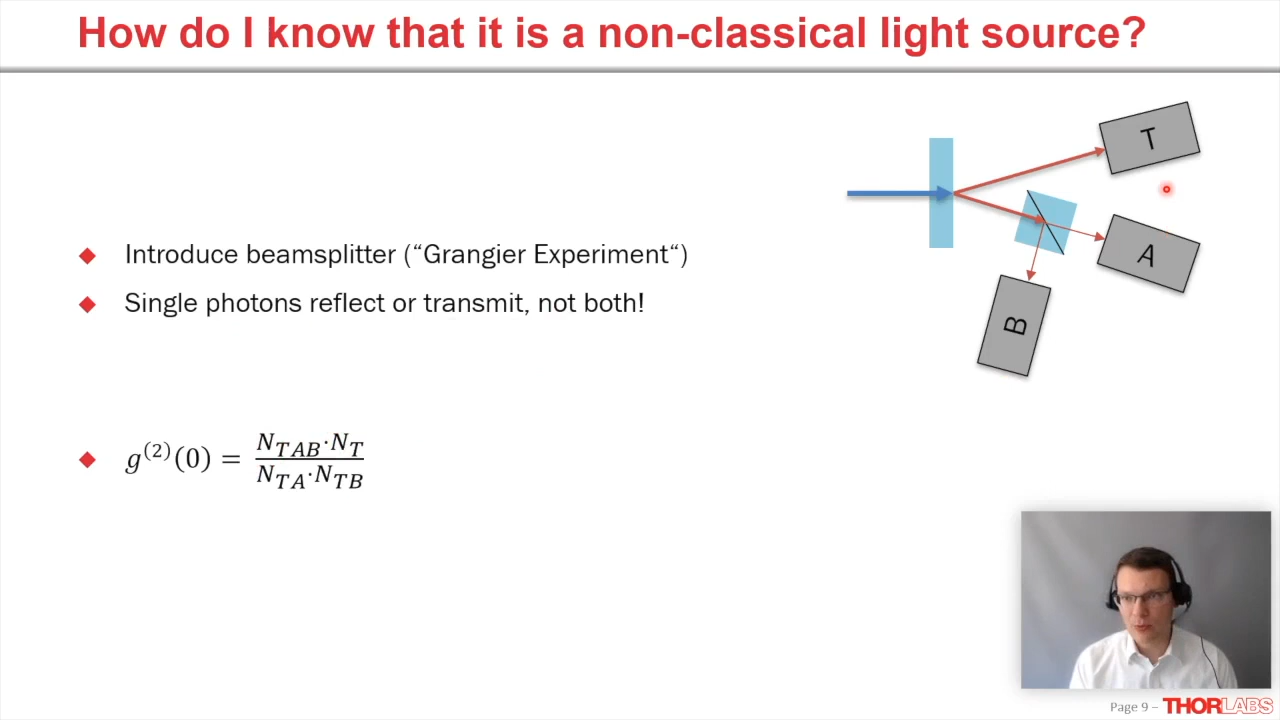 How do I know that it is a non-classical light source?
T
A
B
◆ Introduce beamsplitter (“Grangier Experiment“)
◆ Single photons reflect or transmit, not both!
◆ g⁽²⁾(0) = (N_TAB · N_T) / (N_TA · N_TB)
Page 9 – THORLABS